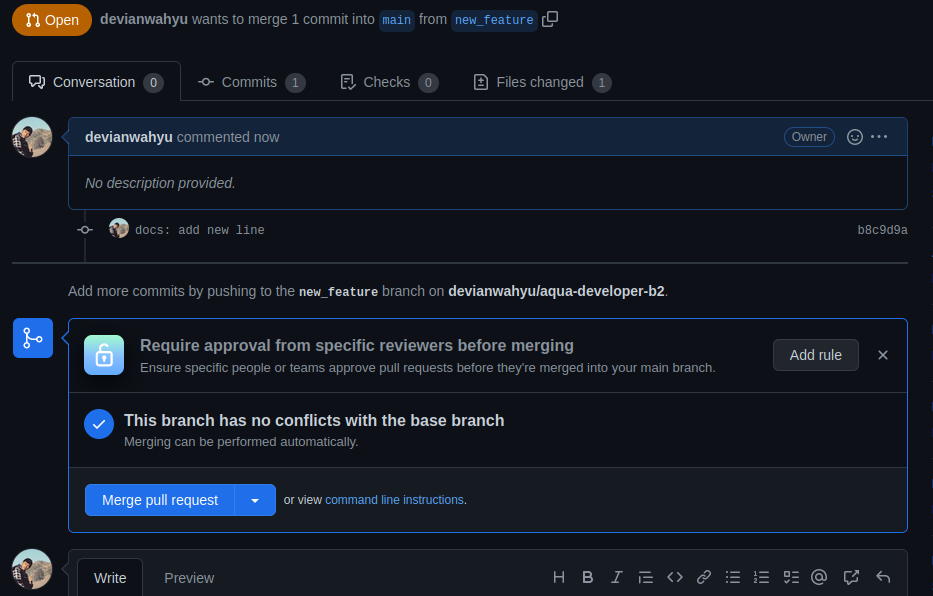 Open devianwahyu wants to merge 1 commit into main from new_feature
Conversation 0 Commits 1 Checks 0 Files changed 1
devianwahyu commented now Owner
No description provided.
docs: add new line b8c9d9a
Add more commits by pushing to the new_feature branch on devianwahyu/aqua-developer-b2.
Require approval from specific reviewers before merging
Ensure specific people or teams approve pull requests before they're merged into your main branch.
Add rule
This branch has no conflicts with the base branch
Merging can be performed automatically.
Merge pull request or view command line instructions.
Write Preview